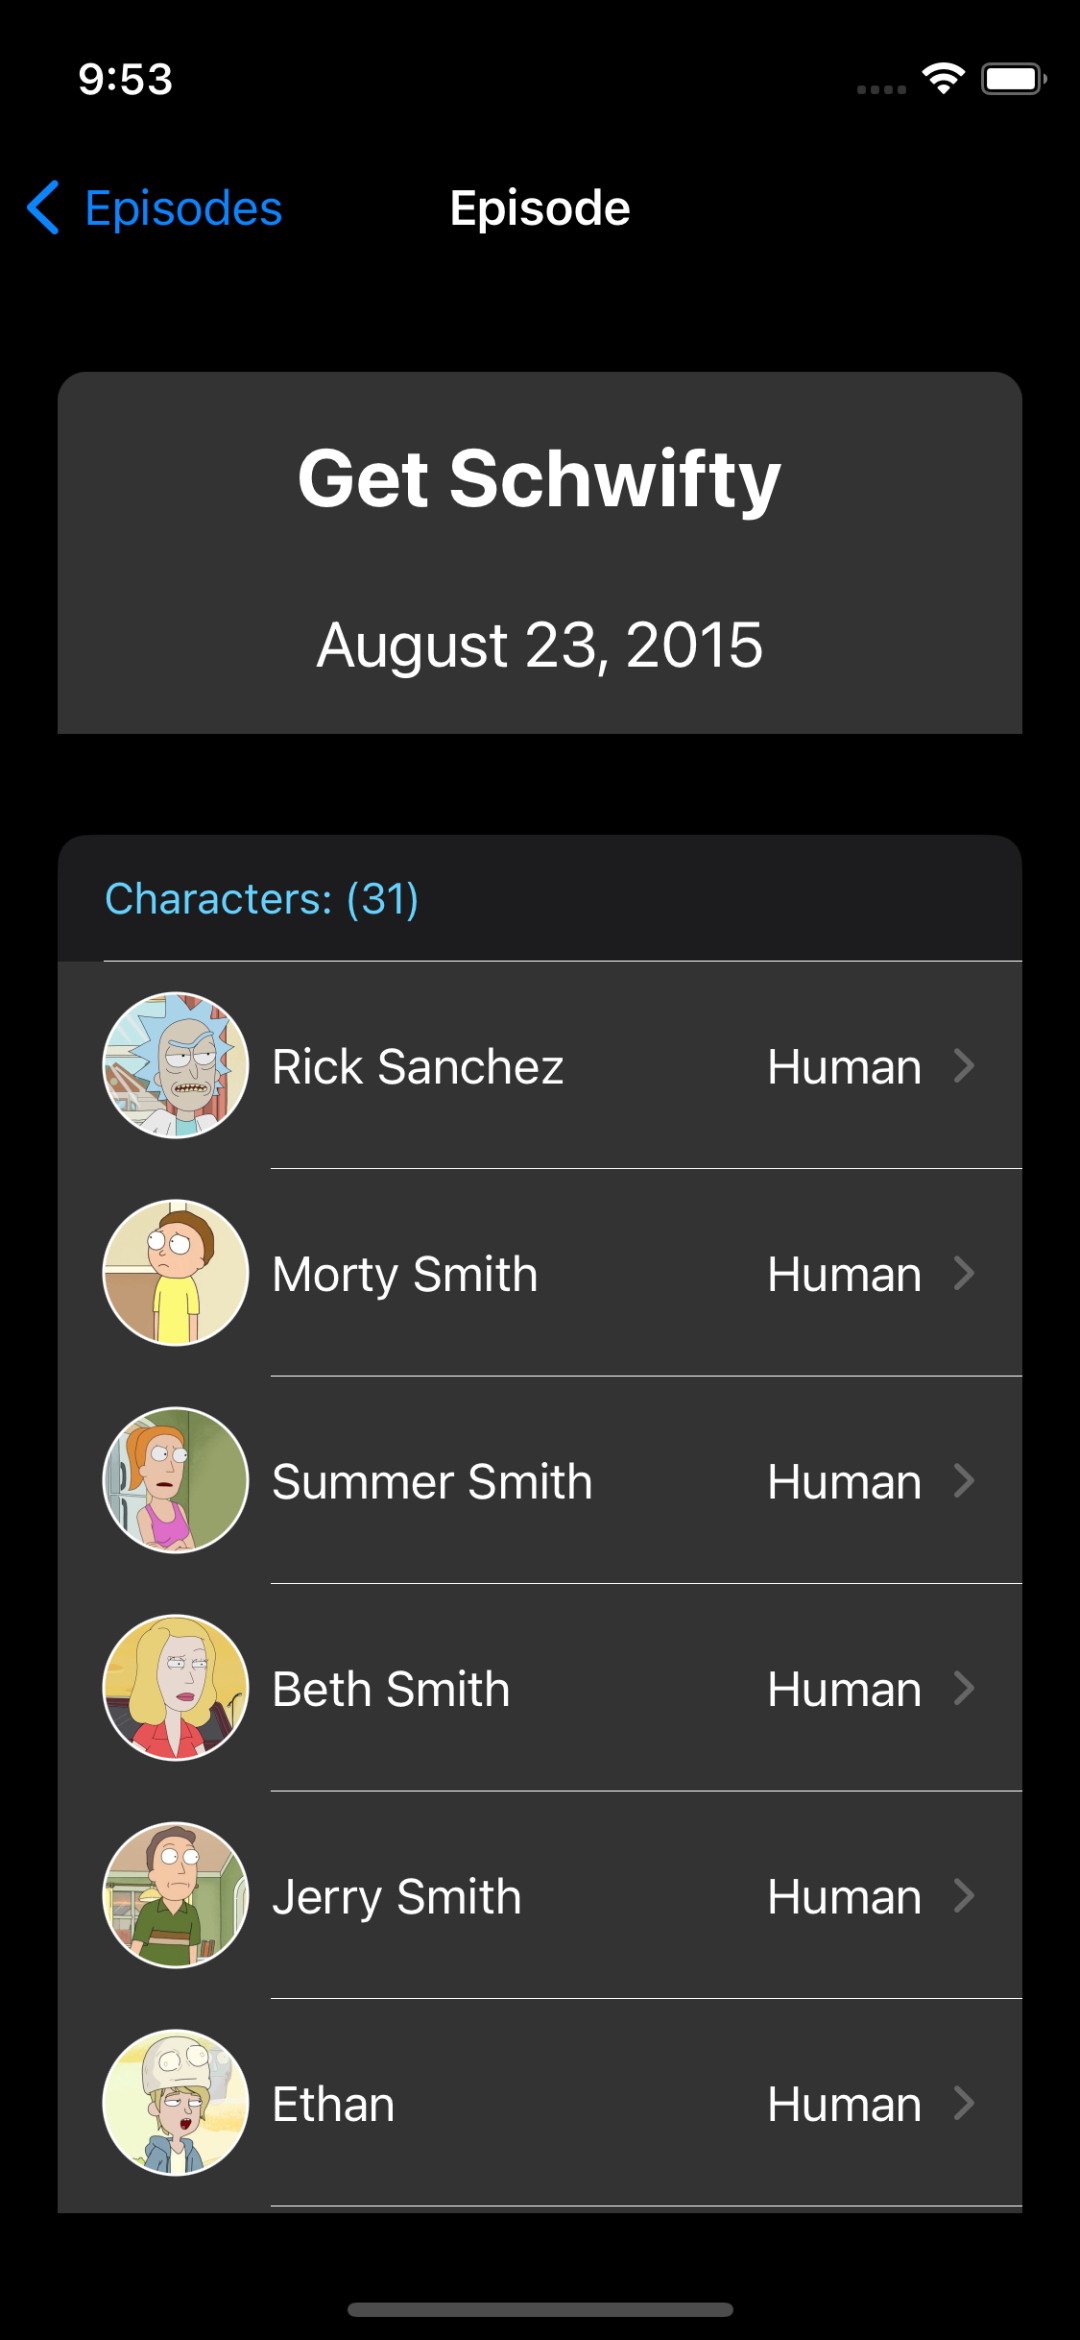 9:53
Episodes
Episode
Get Schwifty
August 23, 2015
Characters: (31)
Rick Sanchez Human
Morty Smith Human
Summer Smith Human
Beth Smith Human
Jerry Smith Human
Ethan Human